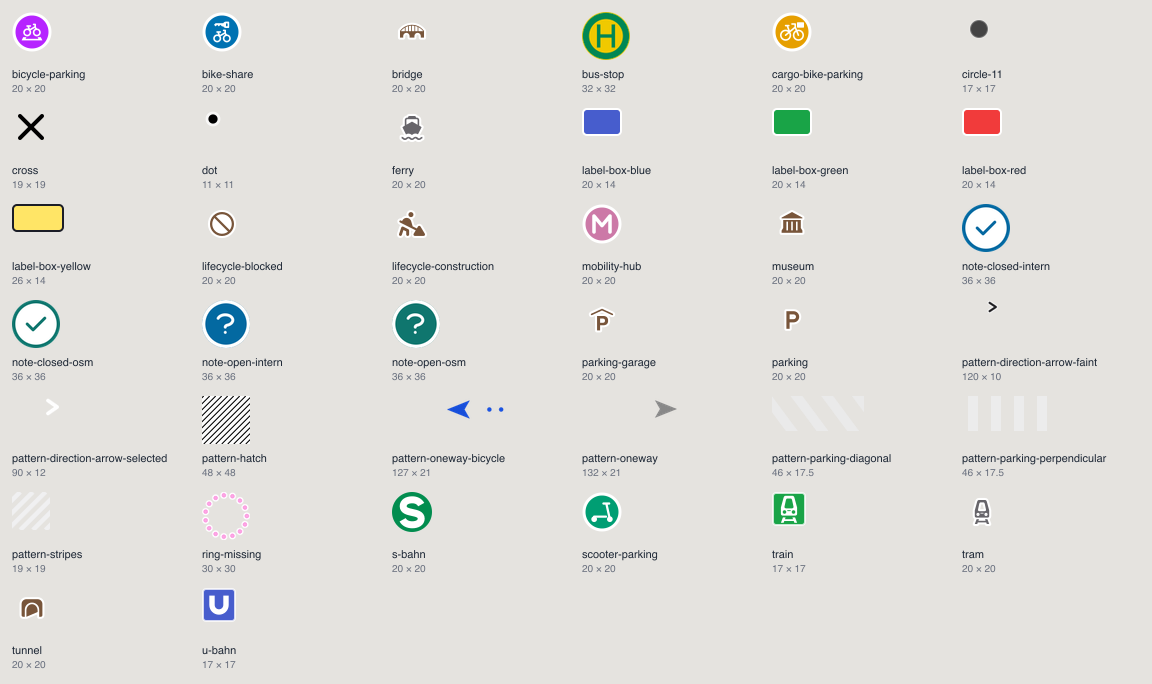 bicycle-parking
20 × 20
bike-share
20 × 20
bridge
20 × 20
H
bus-stop
32 × 32
cargo-bike-parking
20 × 20
circle-11
17 × 17
cross
19 × 19
dot
11 × 11
ferry
20 × 20
label-box-blue
20 × 14
label-box-green
20 × 14
label-box-red
20 × 14
label-box-yellow
26 × 14
lifecycle-blocked
20 × 20
lifecycle-construction
20 × 20
M
mobility-hub
20 × 20
museum
20 × 20
note-closed-intern
36 × 36
note-closed-osm
36 × 36
?
note-open-intern
36 × 36
?
note-open-osm
36 × 36
P
parking-garage
20 × 20
P
parking
20 × 20
pattern-direction-arrow-faint
120 × 10
pattern-direction-arrow-selected
90 × 12
pattern-hatch
48 × 48
pattern-oneway-bicycle
127 × 21
pattern-oneway
132 × 21
pattern-parking-diagonal
46 × 17.5
pattern-parking-perpendicular
46 × 17.5
pattern-stripes
19 × 19
ring-missing
30 × 30
S
s-bahn
20 × 20
scooter-parking
20 × 20
train
17 × 17
tram
20 × 20
tunnel
20 × 20
U
u-bahn
17 × 17